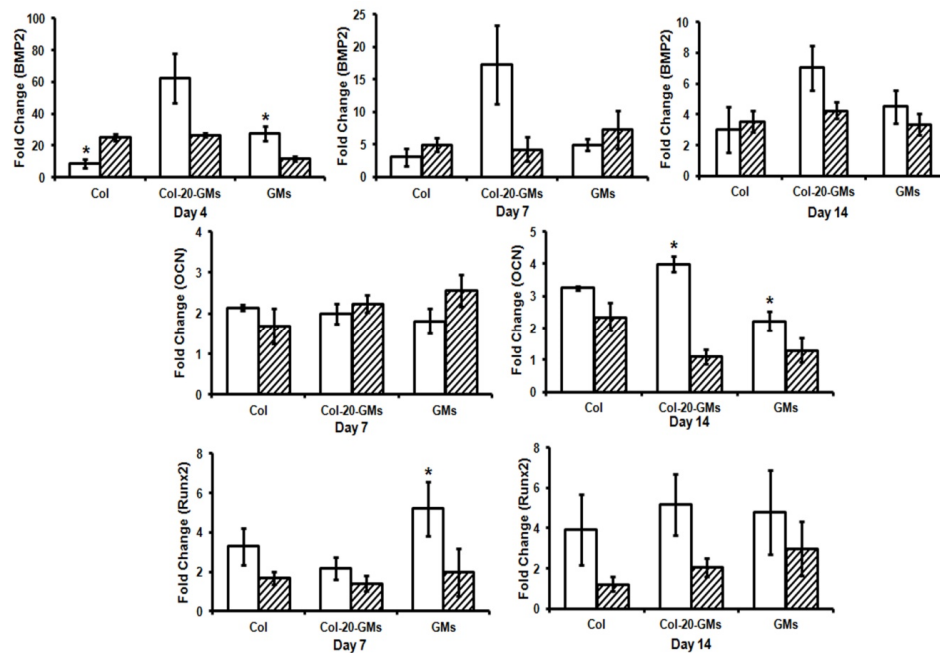 Fold Change (BMP2)
100
80
60
40
20
0
*
*
Col
Col-20-GMs
GMs
Day 4
Fold Change (BMP2)
25
20
15
10
5
0
Col
Col-20-GMs
GMs
Day 7
Fold Change (BMP2)
10
8
6
4
2
0
Col
Col-20-GMs
GMs
Day 14
Fold Change (OCN)
4
3
2
1
0
Col
Col-20-GMs
GMs
Day 7
Fold Change (OCN)
5
4
3
2
1
0
*
*
Col
Col-20-GMs
GMs
Day 14
Fold Change (Runx2)
8
6
4
2
0
*
Col
Col-20-GMs
GMs
Day 7
Fold Change (Runx2)
8
6
4
2
0
Col
Col-20-GMs
GMs
Day 14